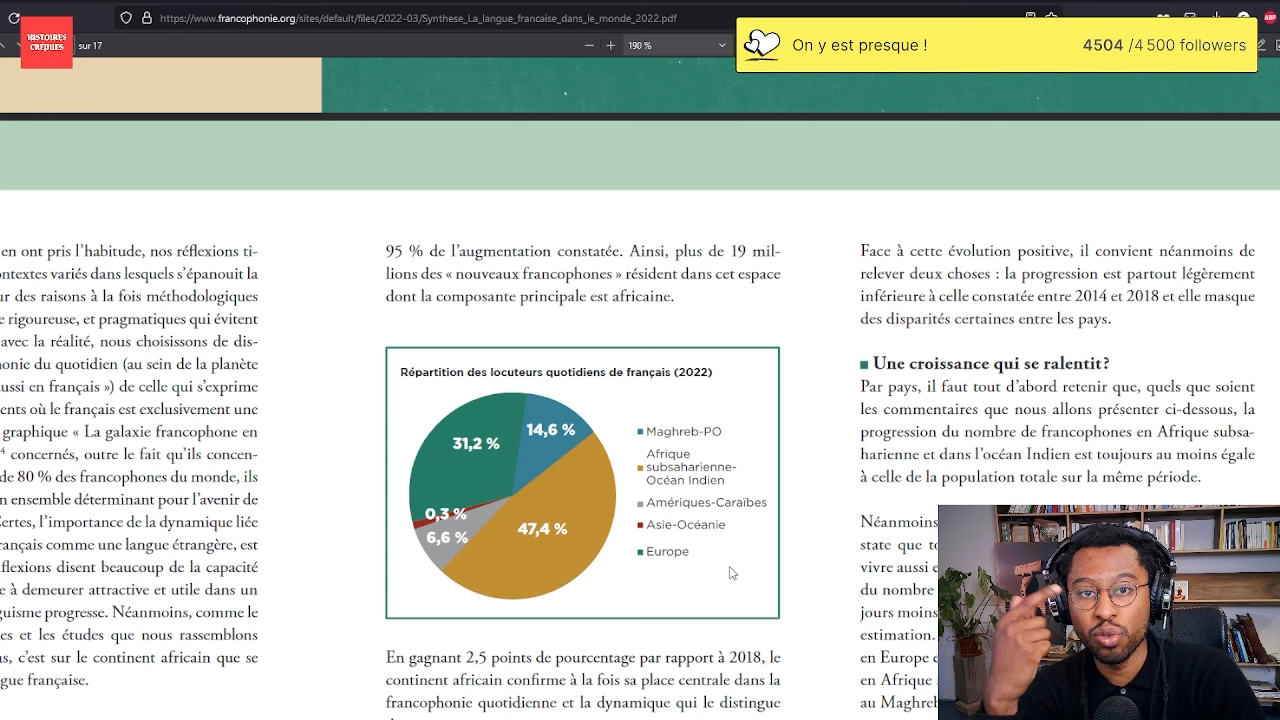 https://www.francophonie.org/sites/default/files/2022-03/Synthese_La_langue_francaise_dans_le_monde_2022.pdf
HISTOIRES
CRÉPUES
sur 17
190 %
On y est presque !
4504 /4 500 followers
ABP
en ont pris l’habitude, nos réflexions ti-
ontextes variés dans lesquels s’épanouit la
ur des raisons à la fois méthodologiques
e rigoureuse, et pragmatiques qui évitent
avec la réalité, nous choisissons de dis-
nonie du quotidien (au sein de la planète
aussi en français ») de celle qui s’exprime
ents où le français est exclusivement une
graphique « La galaxie francophone en
4 concernés, outre le fait qu’ils concen-
de 80 % des francophones du monde, ils
n ensemble déterminant pour l’avenir de
Certes, l’importance de la dynamique liée
rançais comme une langue étrangère, est
flexions disent beaucoup de la capacité
e à demeurer attractive et utile dans un
guisme progresse. Néanmoins, comme le
es et les études que nous rassemblons
ns, c’est sur le continent africain que se
gue française.
95 % de l’augmentation constatée. Ainsi, plus de 19 mil-
lions des « nouveaux francophones » résident dans cet espace
dont la composante principale est africaine.
Répartition des locuteurs quotidiens de français (2022)
31,2 %
14,6 %
0,3 %
6,6 %
47,4 %
Maghreb-PO
Afrique
subsaharienne-
Océan Indien
Amériques-Caraïbes
Asie-Océanie
Europe
En gagnant 2,5 points de pourcentage par rapport à 2018, le
continent africain confirme à la fois sa place centrale dans la
francophonie quotidienne et la dynamique qui le distingue
Face à cette évolution positive, il convient néanmoins de
relever deux choses : la progression est partout légèrement
inférieure à celle constatée entre 2014 et 2018 et elle masque
des disparités certaines entre les pays.
Une croissance qui se ralentit?
Par pays, il faut tout d’abord retenir que, quels que soient
les commentaires que nous allons présenter ci-dessous, la
progression du nombre de francophones en Afrique subsa-
harienne et dans l’océan Indien est toujours au moins égale
à celle de la population totale sur la même période.
Néanmoins
state que to
vivre aussi e
du nombre
jours moins
estimation.
en Europe e
en Afrique
au Maghreb